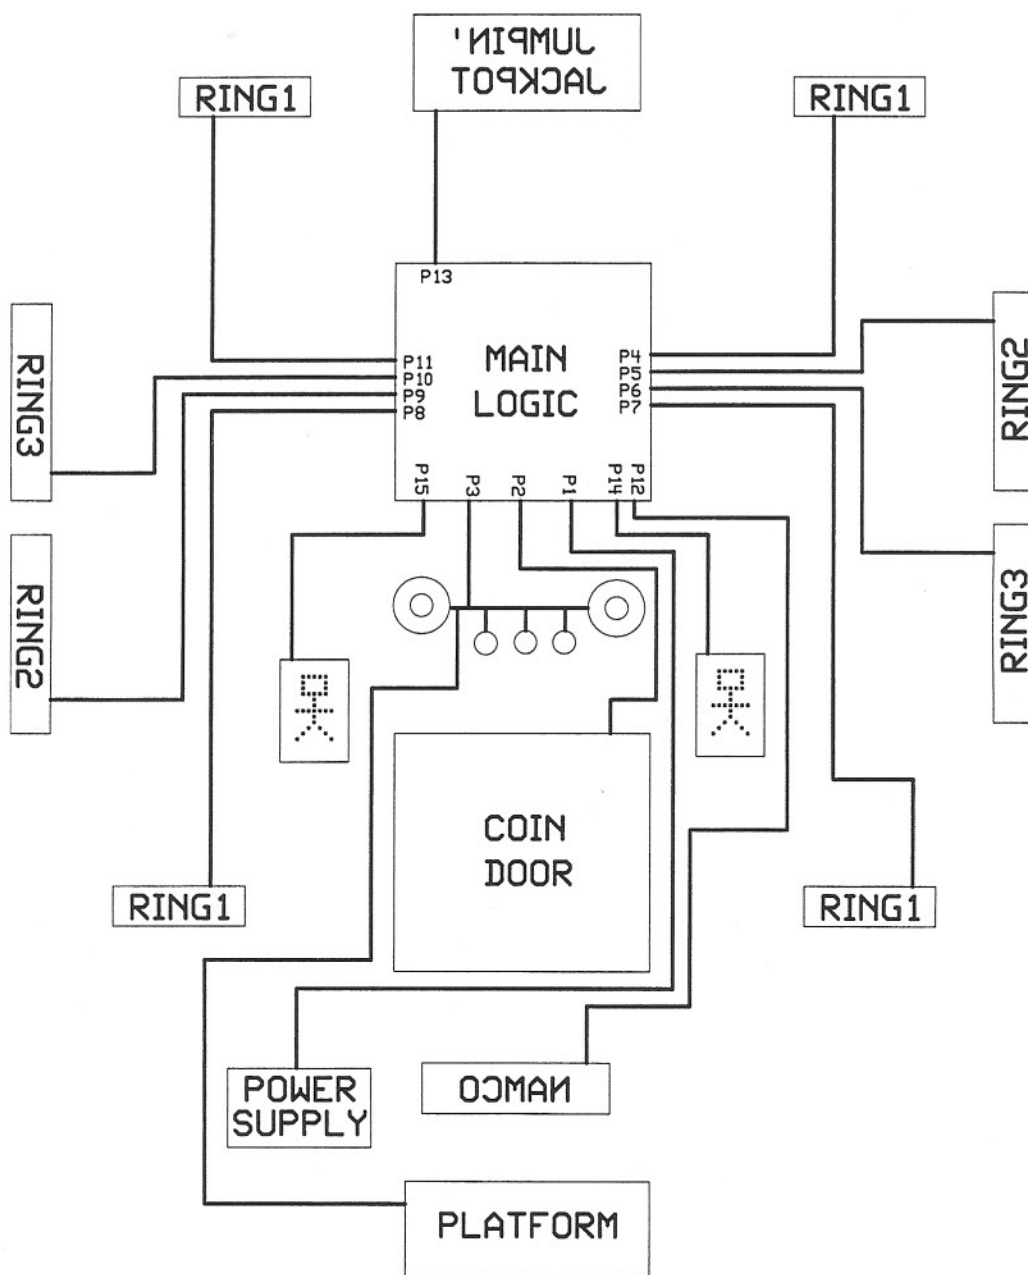 JUMPIN'
JACKPOT
RING1
RING1
P13
MAIN
LOGIC
P11
P10
P9
P8
P4
P5
P6
P7
P15
P3
P2
P1
P14
P12
RING3
RING2
RING2
RING3
COIN
DOOR
RING1
RING1
POWER
SUPPLY
NAMCO
PLATFORM